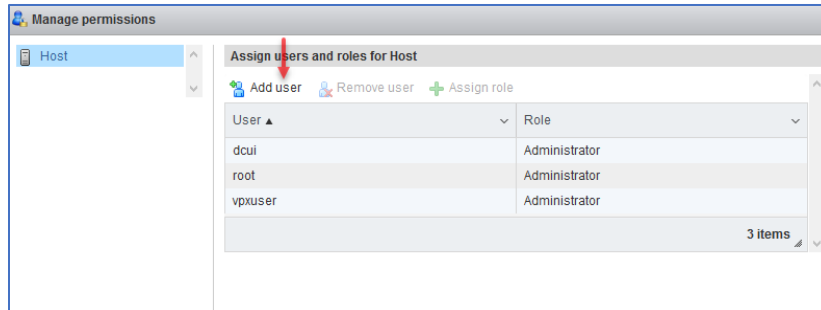 Manage permissions
Host
Assign users and roles for Host
Add user Remove user Assign role
User Role
dcui Administrator
root Administrator
vpxuser Administrator
3 items